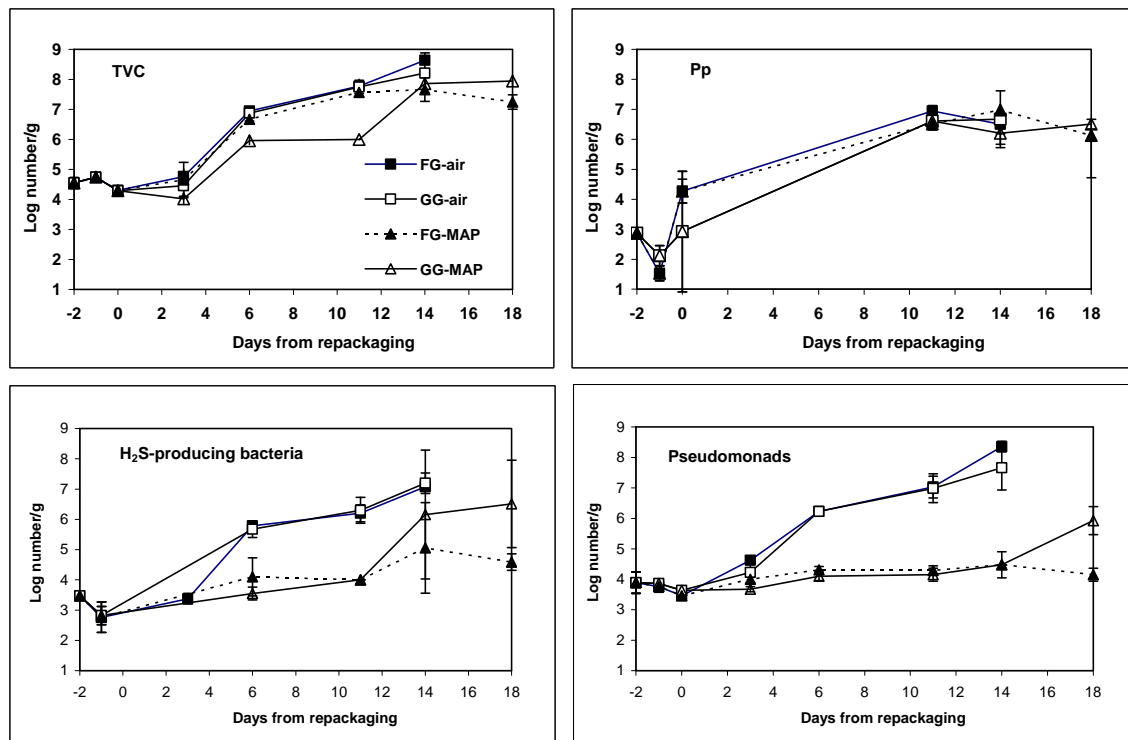 TVC
9
8
7
6
5
4
3
2
1
Log number/g
-2 0 2 4 6 8 10 12 14 16 18
Days from repackaging
FG-air
GG-air
FG-MAP
GG-MAP
Pp
9
8
7
6
5
4
3
2
1
Log number/g
-2 0 2 4 6 8 10 12 14 16 18
Days from repackaging
H₂S-producing bacteria
9
8
7
6
5
4
3
2
1
Log number/g
-2 0 2 4 6 8 10 12 14 16 18
Days from repackaging
Pseudomonads
9
8
7
6
5
4
3
2
1
Log number/g
-2 0 2 4 6 8 10 12 14 16 18
Days from repackaging